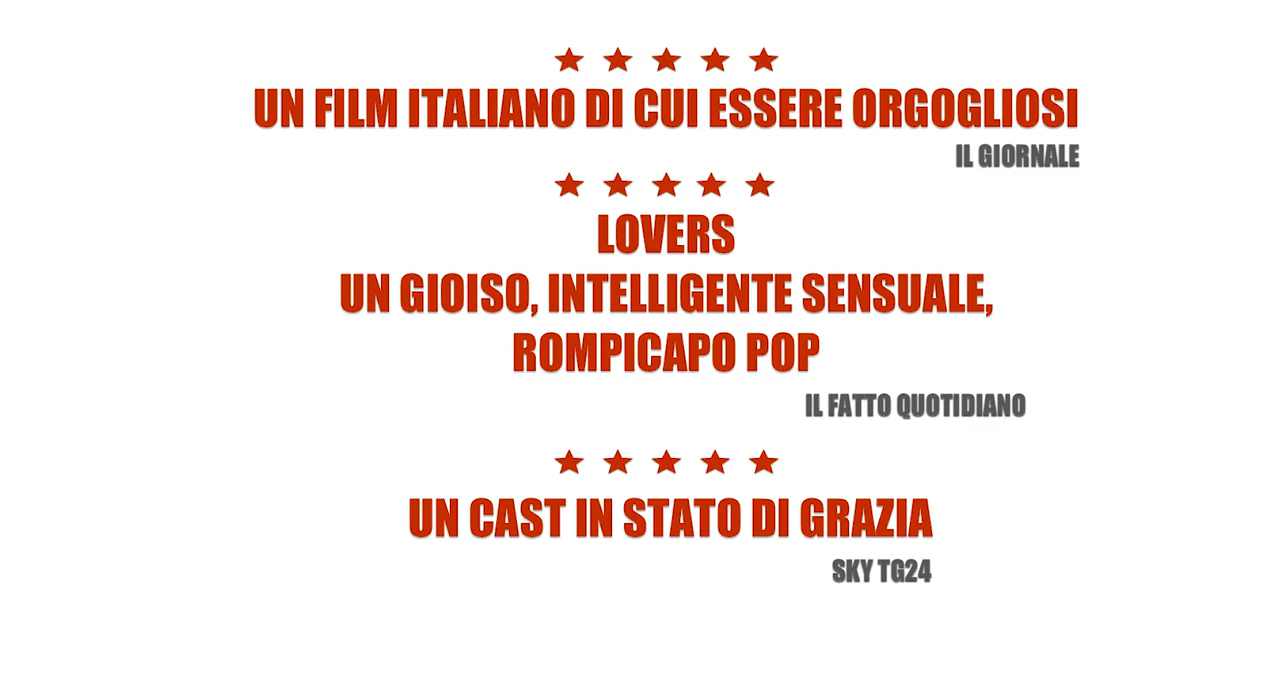 UN FILM ITALIANO DI CUI ESSERE ORGOGLIOSI
IL GIORNALE
LOVERS
UN GIOISO, INTELLIGENTE SENSUALE,
ROMPICAPO POP
IL FATTO QUOTIDIANO
UN CAST IN STATO DI GRAZIA
SKY TG24